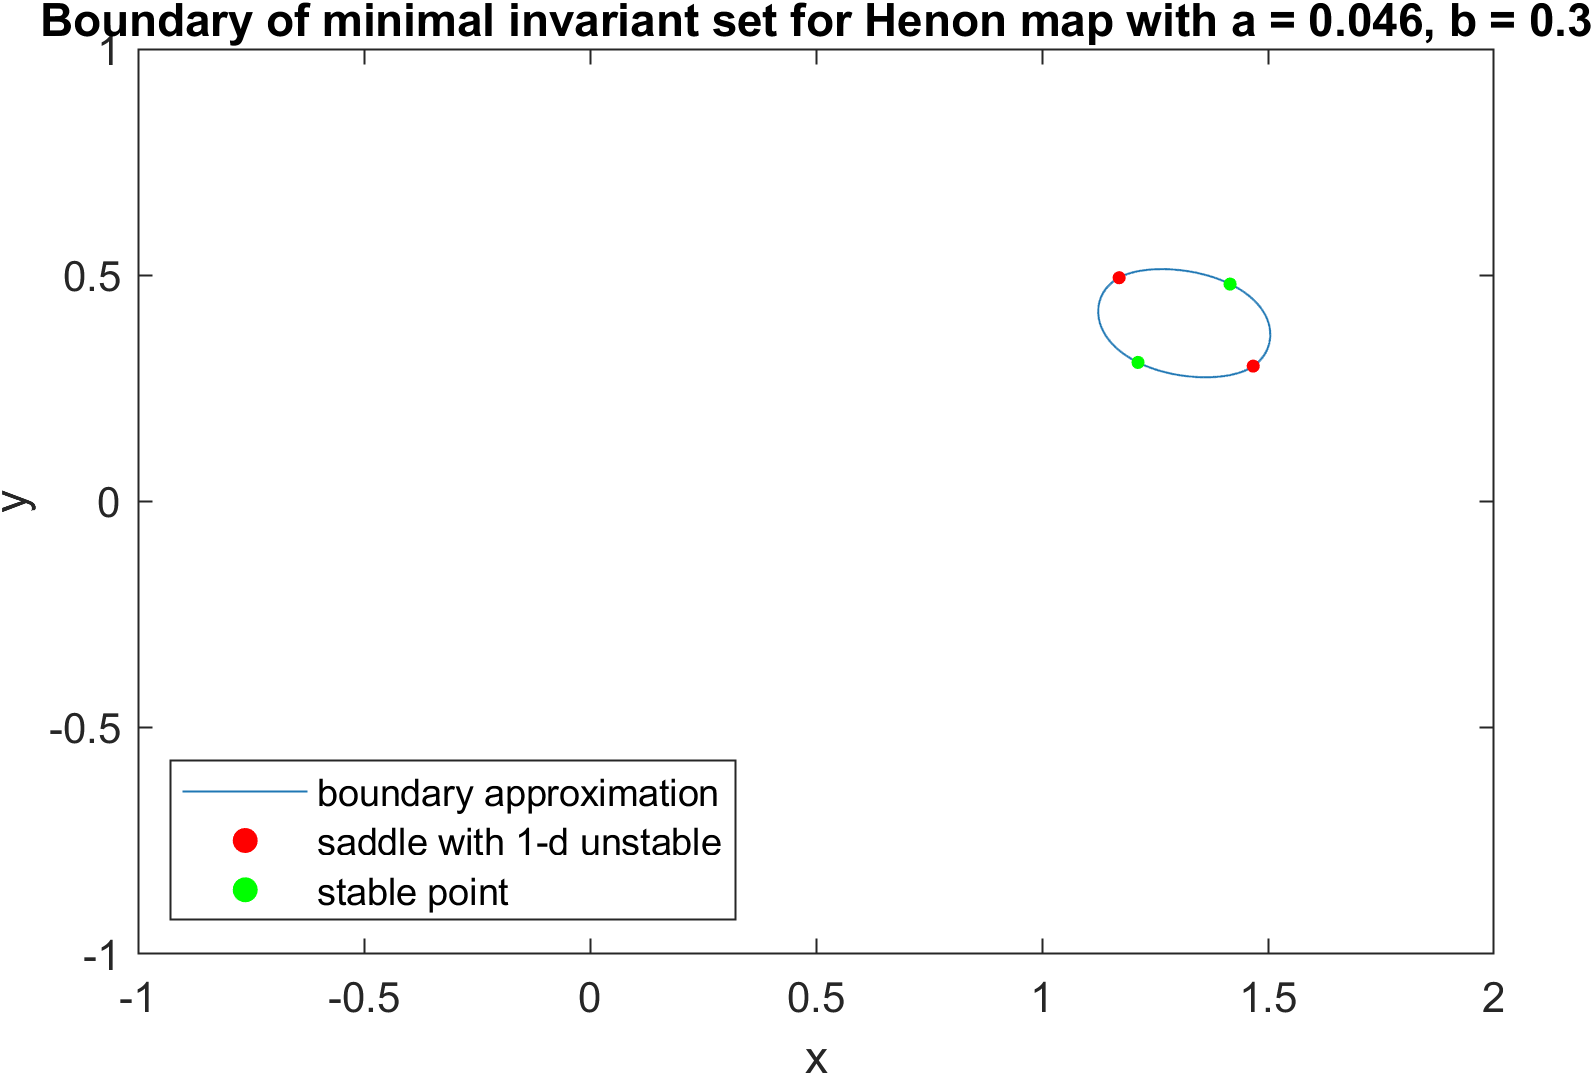 Boundary of minimal invariant set for Henon map with a = 0.046, b = 0.3
1
0.5
0
-0.5
-1
y
boundary approximation
saddle with 1-d unstable
stable point
-1 -0.5 0 0.5 1 1.5 2
x